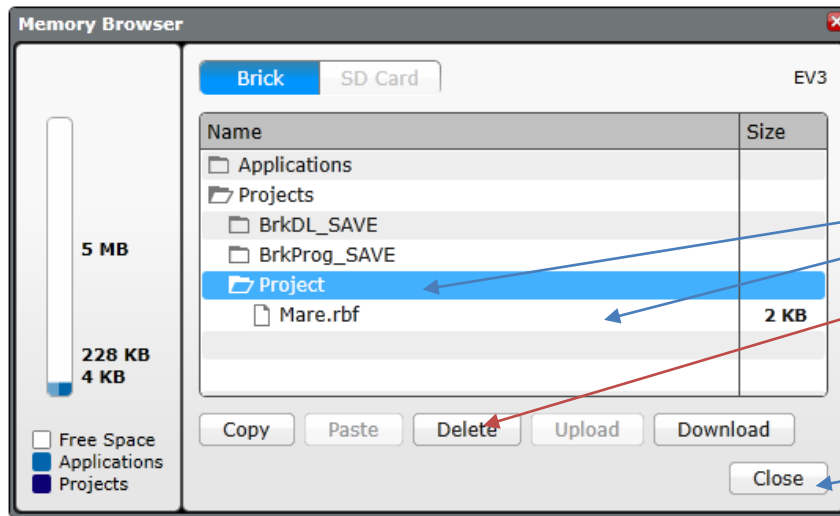 Memory Browser
Brick SD Card EV3
Name Size
Applications
Projects
BrkDL_SAVE
BrkProg_SAVE
Project
Mare.rbf 2 KB
5 MB
228 KB
4 KB
Free Space
Applications
Projects
Copy Paste Delete Upload Download
Close